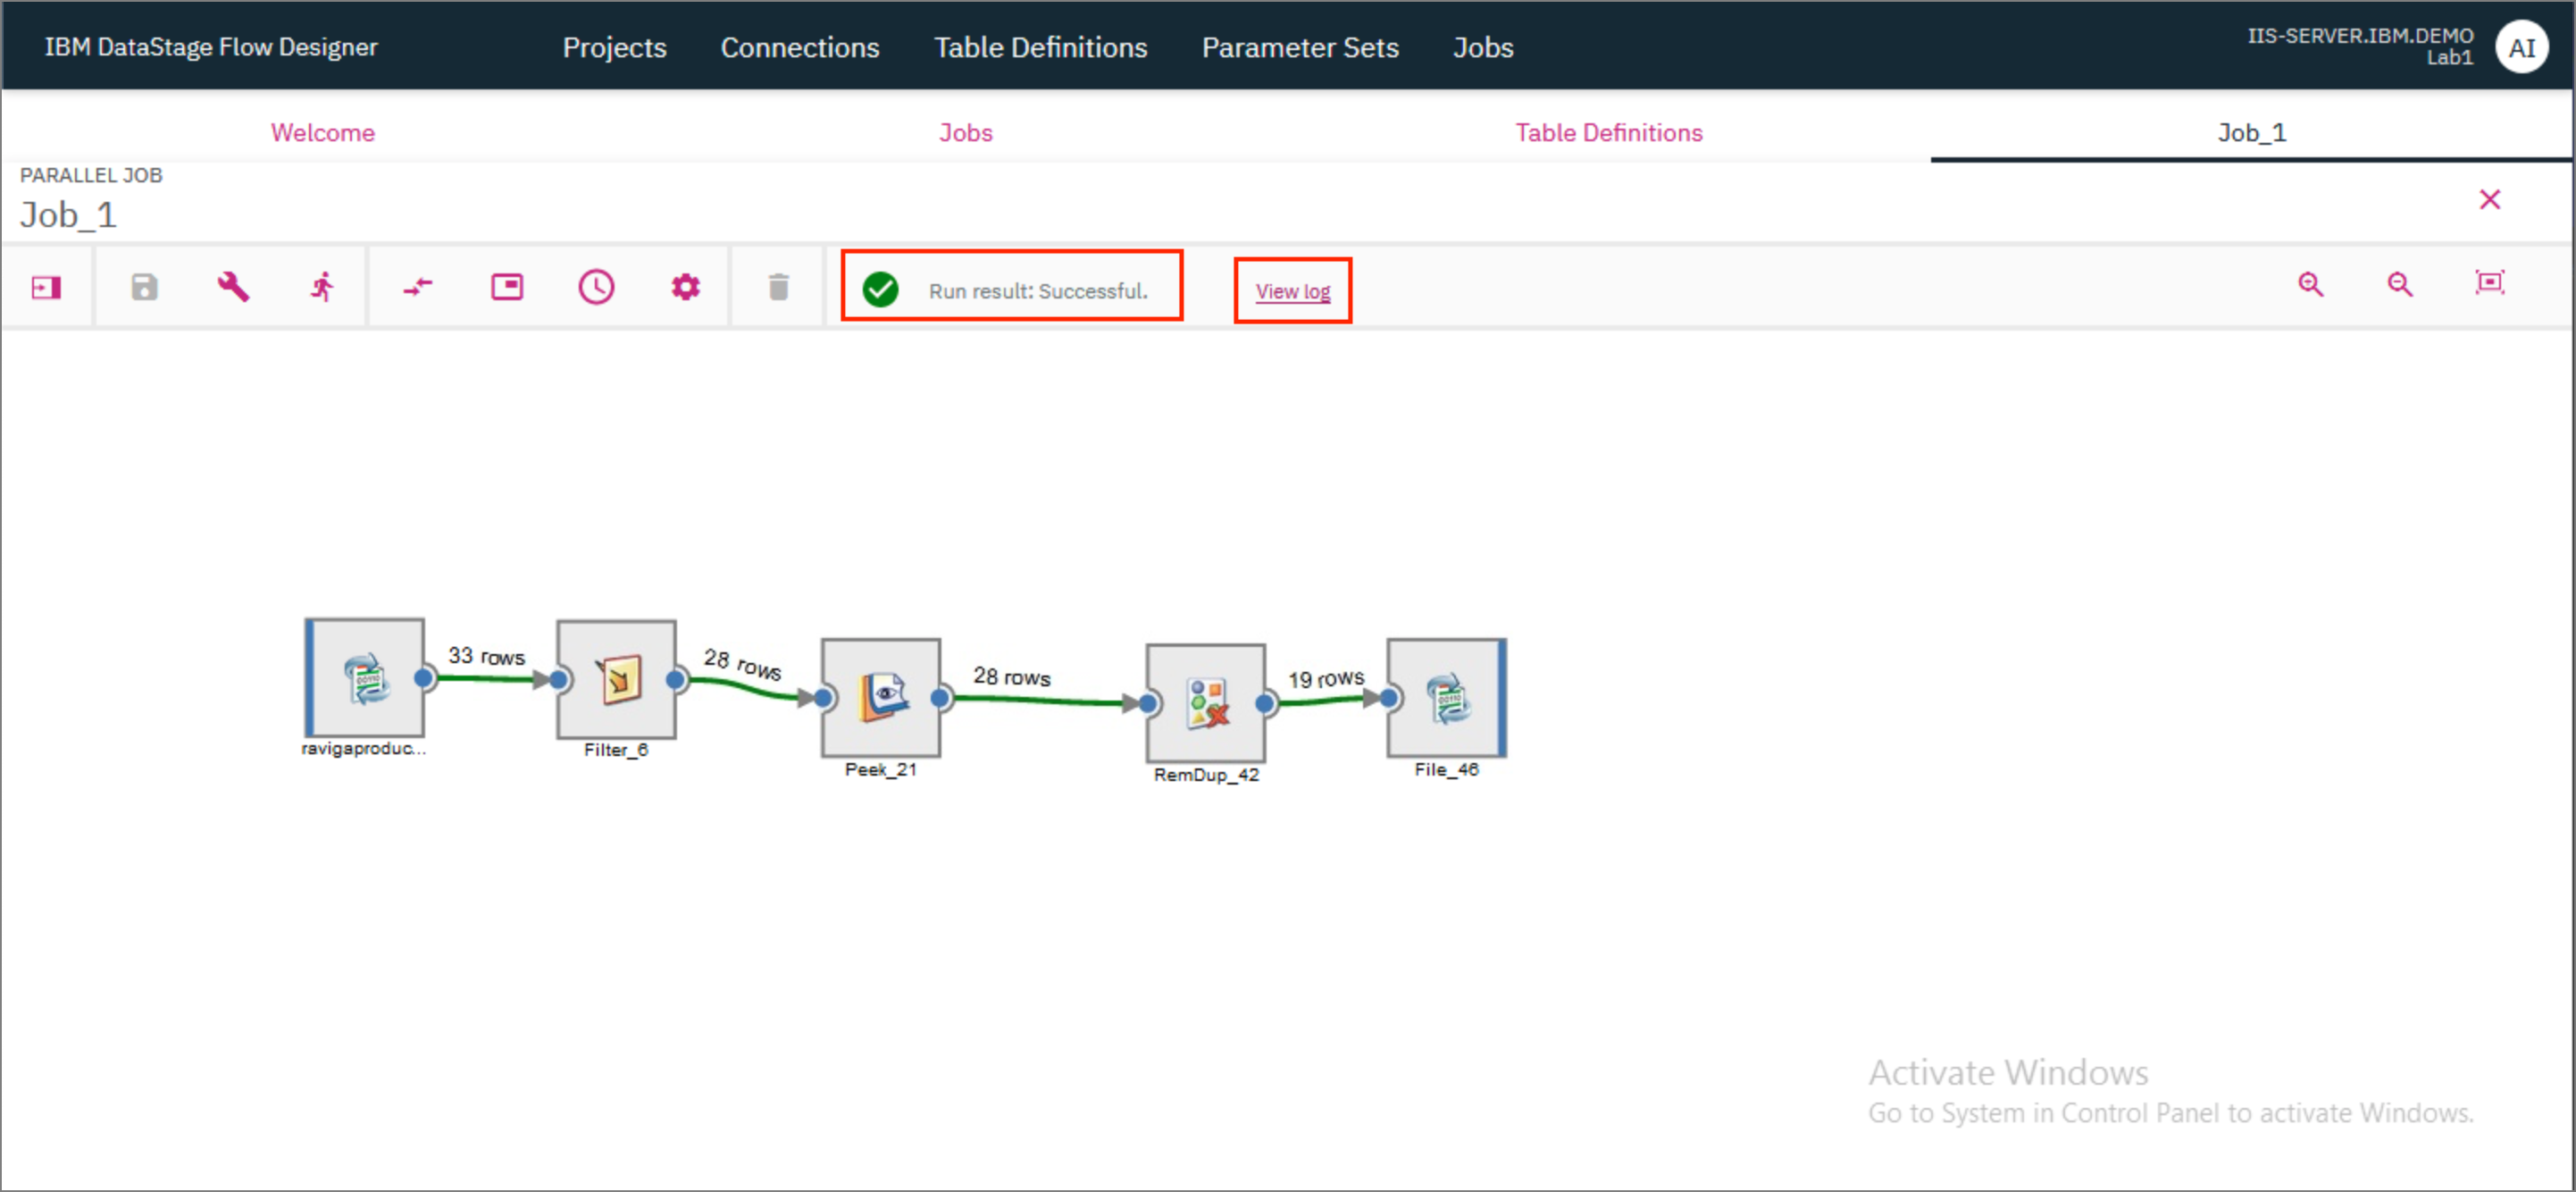 IBM DataStage Flow Designer
Projects
Connections
Table Definitions
Parameter Sets
Jobs
IIS-SERVER.IBM.DEMO
Lab1
AI
Welcome
Jobs
Table Definitions
Job_1
PARALLEL JOB
Job_1
Run result: Successful.
View log
33 rows
28 rows
28 rows
19 rows
ravigaproduc...
Filter_6
Peek_21
RemDup_42
File_46
Activate Windows
Go to System in Control Panel to activate Windows.